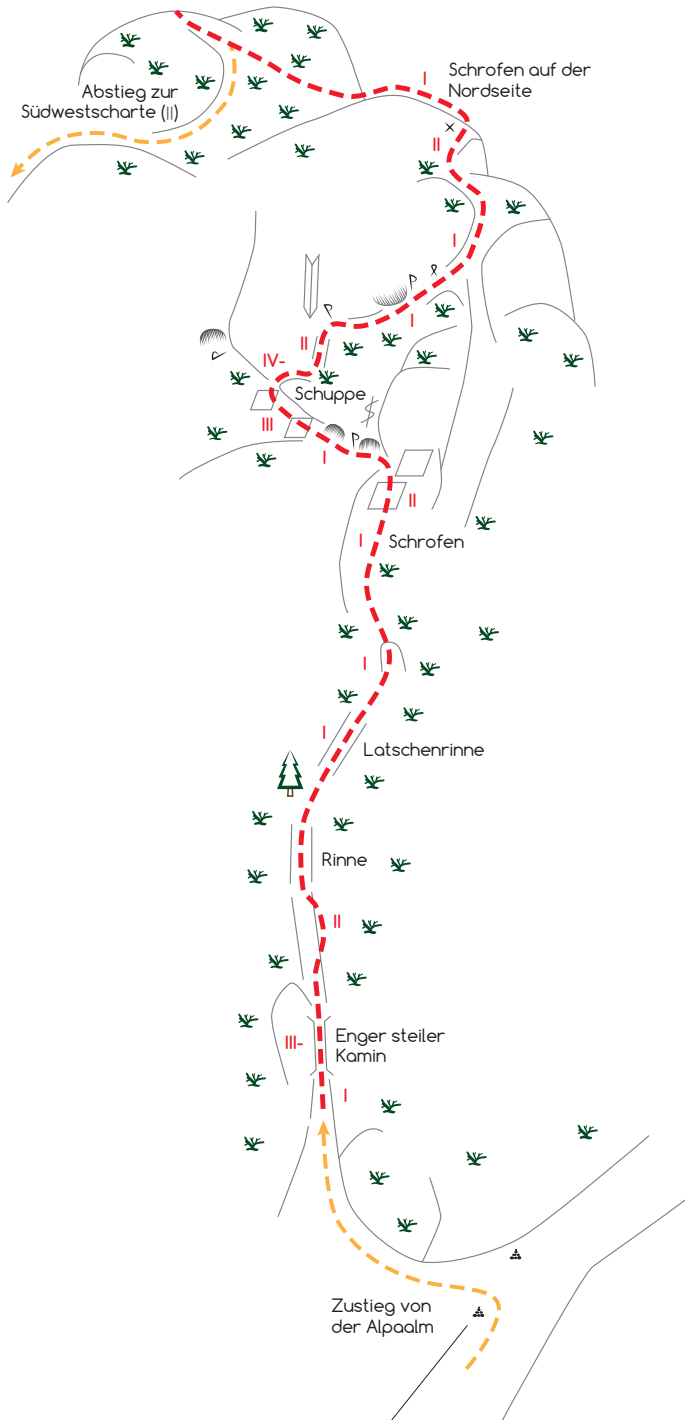 I
Schrofen auf der
Nordseite
Abstieg zur
Südwestscharte (II)
II
I
I
II
IV-
Schuppe
III
I
II
I
Schrofen
I
I
Latschenrinne
Rinne
II
Enger steiler
Kamin
III-
I
Zustieg von
der Alpaalm